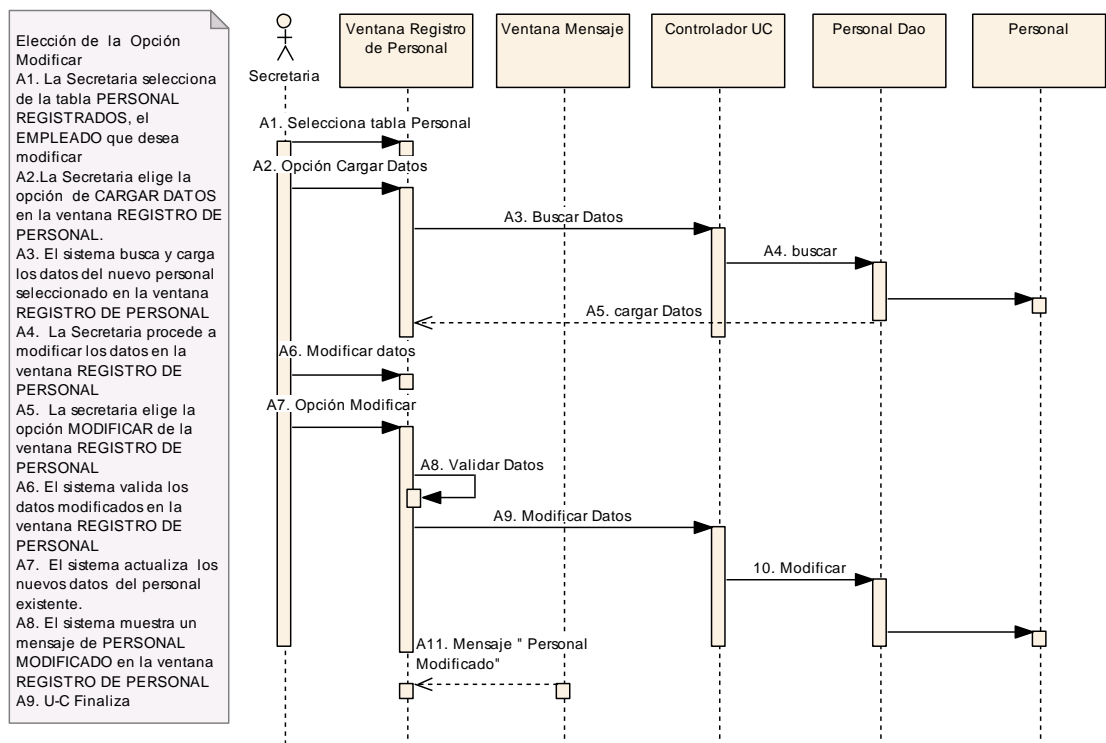 Elección de la Opción
Modificar
A1. La Secretaria selecciona
de la tabla PERSONAL
REGISTRADOS, el
EMPLEADO que desea
modificar
A2.La Secretaria elige la
opción de CARGAR DATOS
en la ventana REGISTRO DE
PERSONAL.
A3. El sistema busca y carga
los datos del nuevo personal
seleccionado en la ventana
REGISTRO DE PERSONAL
A4. La Secretaria procede a
modificar los datos en la
ventana REGISTRO DE
PERSONAL
A5. La secretaria elige la
opción MODIFICAR de la
ventana REGISTRO DE
PERSONAL
A6. El sistema valida los
datos modificados en la
ventana REGISTRO DE
PERSONAL
A7. El sistema actualiza los
nuevos datos del personal
existente.
A8. El sistema muestra un
mensaje de PERSONAL
MODIFICADO en la ventana
REGISTRO DE PERSONAL
A9. U-C Finaliza
Secretaria
Ventana Registro
de Personal
Ventana Mensaje
Controlador UC
Personal Dao
Personal
A1. Selecciona tabla Personal
A2. Opción Cargar Datos
A3. Buscar Datos
A4. buscar
A5. cargar Datos
A6. Modificar datos
A7. Opción Modificar
A8. Validar Datos
A9. Modificar Datos
10. Modificar
A11. Mensaje " Personal
Modificado"